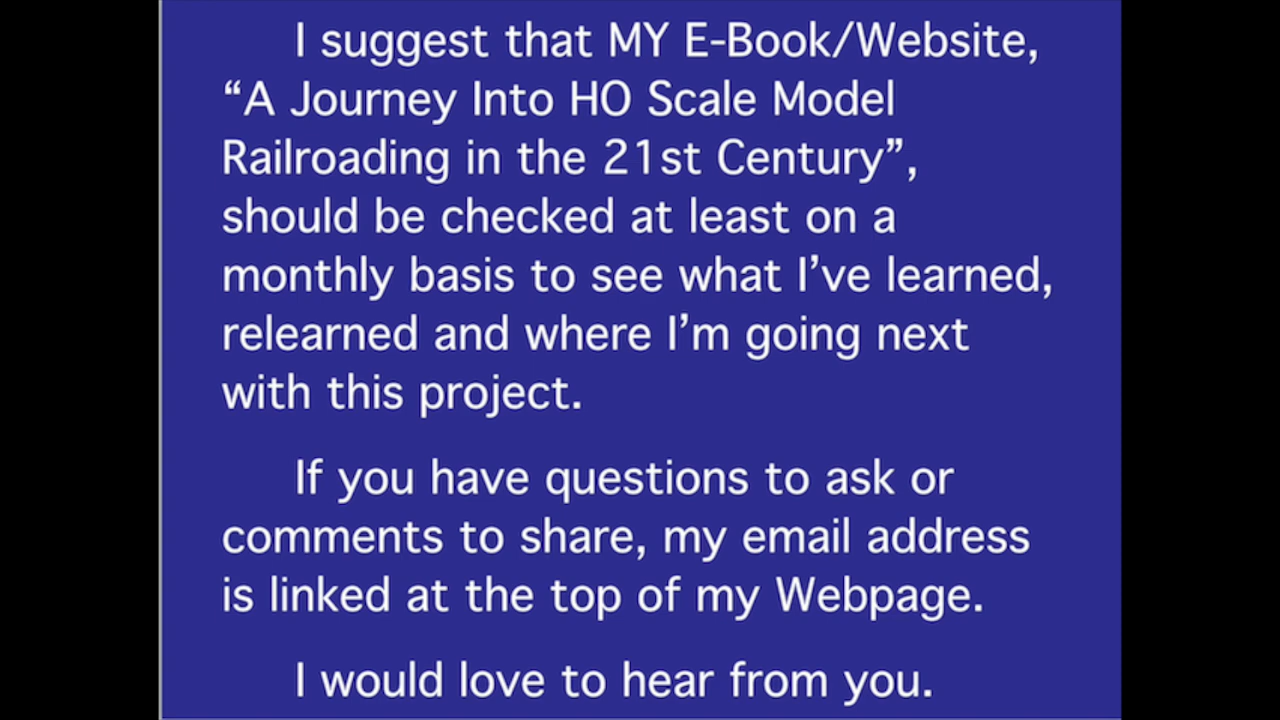 I suggest that MY E-Book/Website,
“A Journey Into HO Scale Model
Railroading in the 21st Century”,
should be checked at least on a
monthly basis to see what I’ve learned,
relearned and where I’m going next
with this project.
If you have questions to ask or
comments to share, my email address
is linked at the top of my Webpage.
I would love to hear from you.